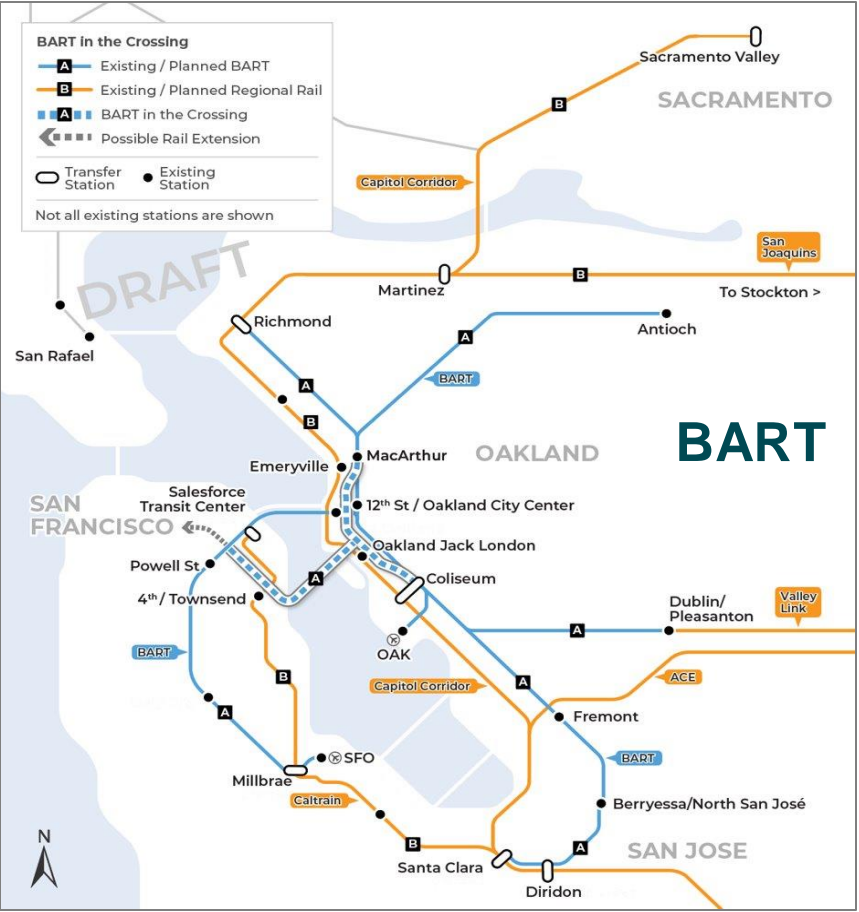 BART in the Crossing
A Existing / Planned BART
B Existing / Planned Regional Rail
A BART in the Crossing
Possible Rail Extension
Transfer
Station
Existing
Station
Not all existing stations are shown
Sacramento Valley
SACRAMENTO
B
Capitol Corridor
San
Joaquins
DRAFT
Martinez
B
To Stockton >
Richmond
Antioch
San Rafael
A
A
BART
B
BART
MacArthur
OAKLAND
Emeryville
SAN
FRANCISCO
Salesforce
Transit Center
12th St / Oakland City Center
Oakland Jack London
Powell St
A
Coliseum
4th / Townsend
Dublin/
Pleasanton
Valley
Link
A
OAK
BART
B
Capitol Corridor
A
ACE
A
Fremont
SFO
BART
Millbrae
Caltrain
Berryessa/North San José
N
B
A
SAN JOSE
Santa Clara
Diridon